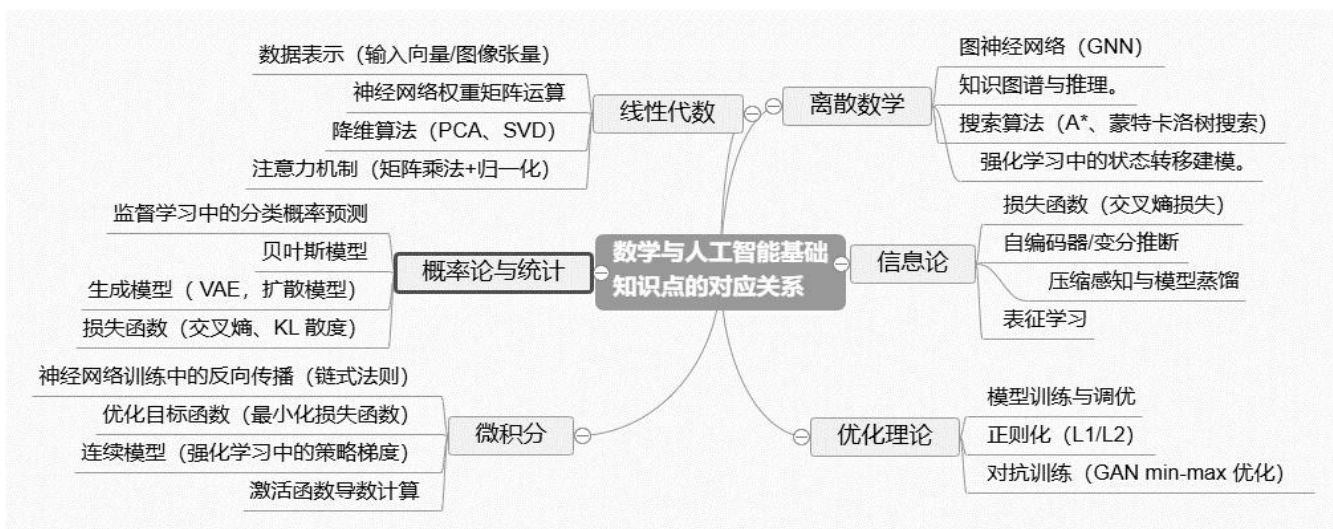 数学与人工智能基础
知识点的对应关系
线性代数
数据表示（输入向量/图像张量）
神经网络权重矩阵运算
降维算法（PCA、SVD）
注意力机制（矩阵乘法+归一化）
概率论与统计
监督学习中的分类概率预测
贝叶斯模型
生成模型（ VAE，扩散模型）
损失函数（交叉熵、KL 散度）
微积分
神经网络训练中的反向传播（链式法则）
优化目标函数（最小化损失函数）
连续模型（强化学习中的策略梯度）
激活函数导数计算
离散数学
图神经网络（GNN）
知识图谱与推理。
搜索算法（A*、蒙特卡洛树搜索）
强化学习中的状态转移建模。
信息论
损失函数（交叉熵损失）
自编码器/变分推断
压缩感知与模型蒸馏
表征学习
优化理论
模型训练与调优
正则化（L1/L2）
对抗训练（GAN min-max 优化）